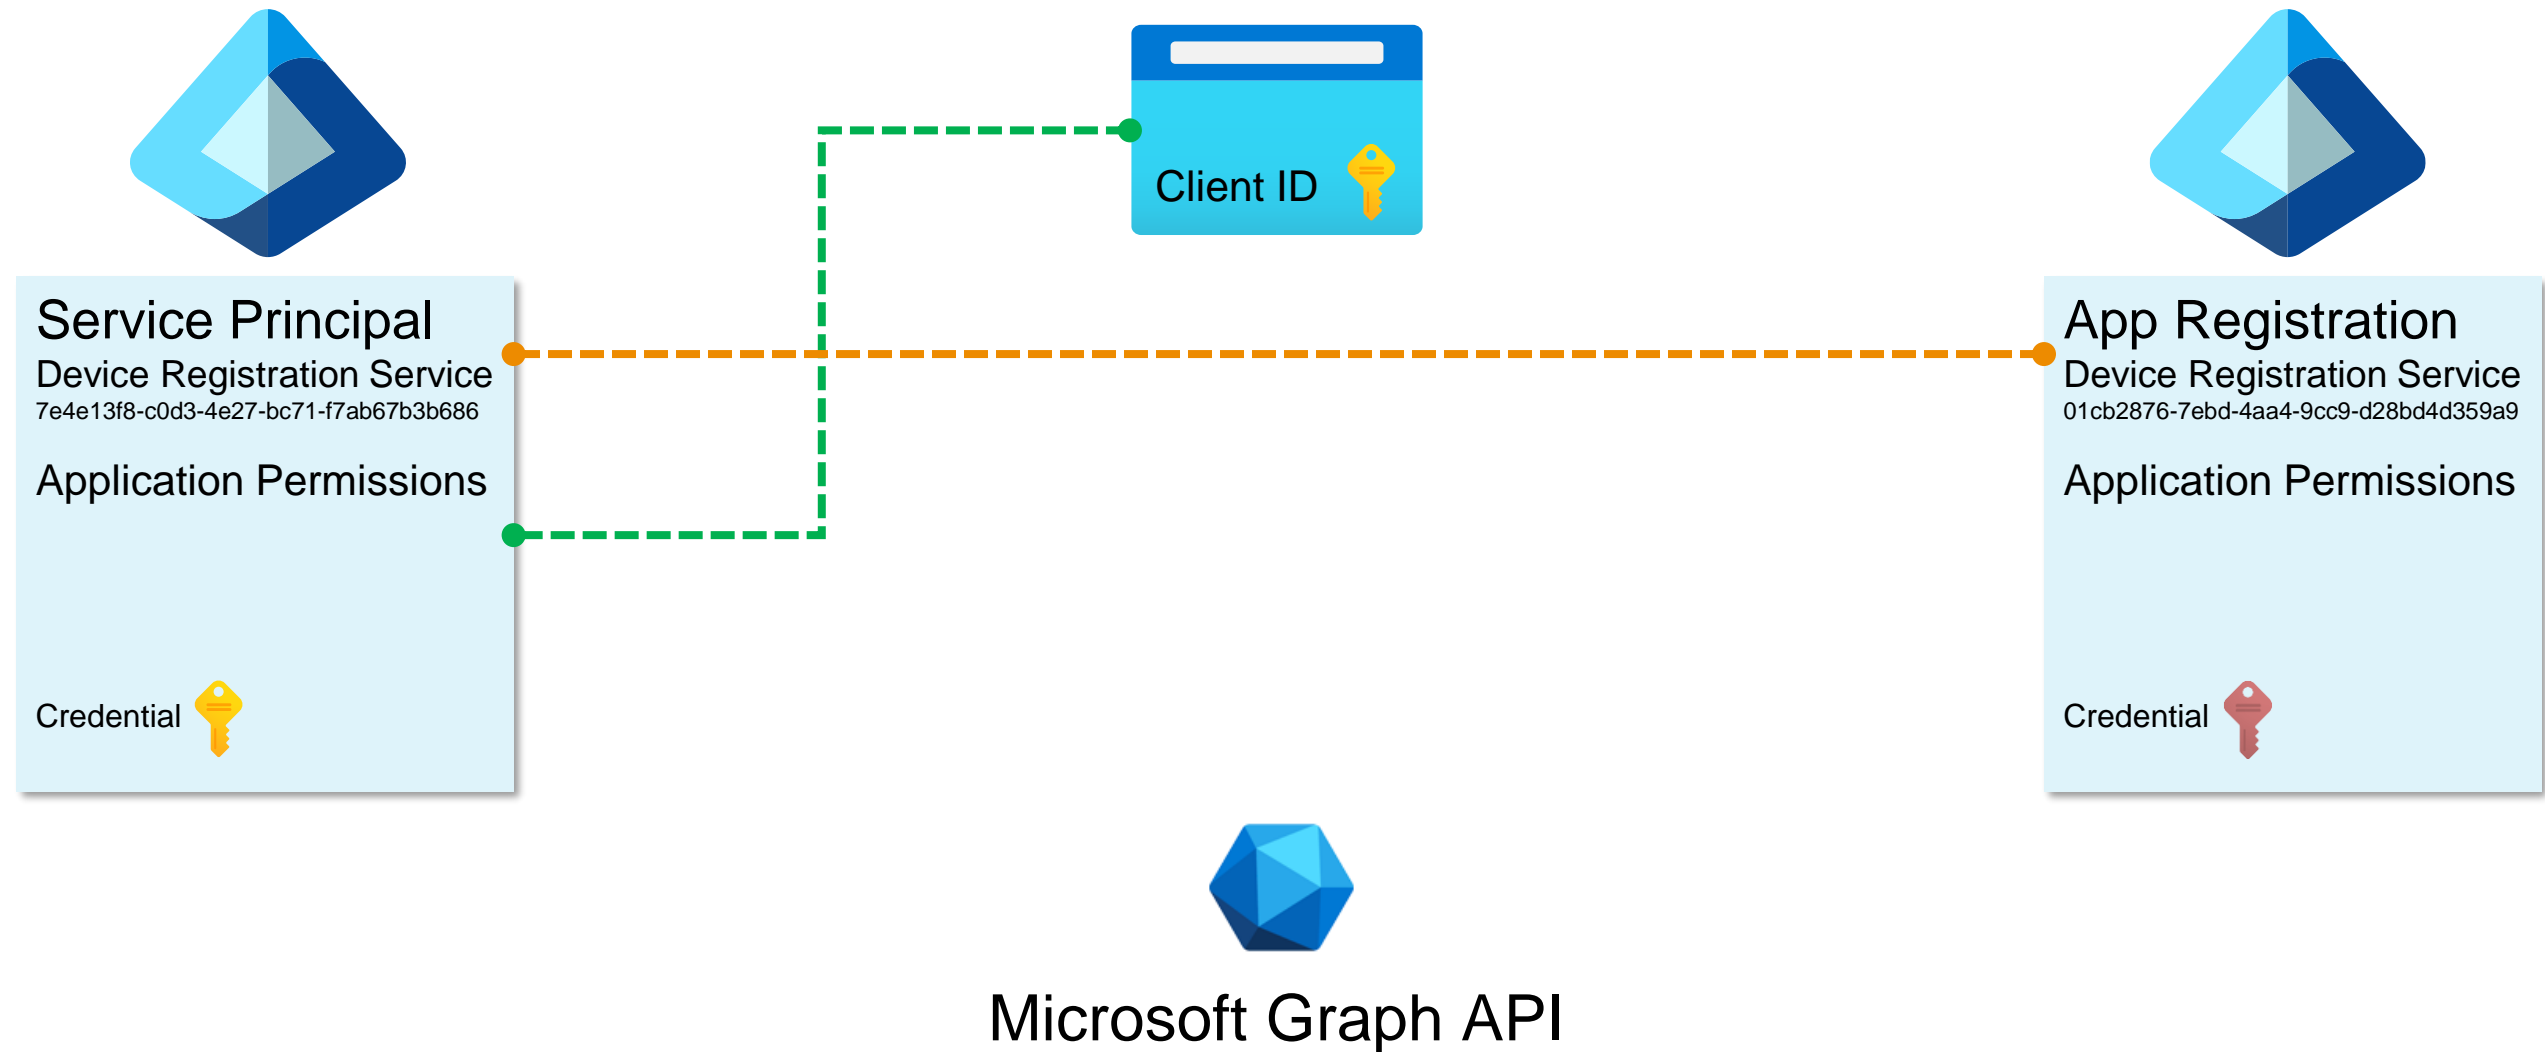 Client ID
Service Principal
Device Registration Service
7e4e13f8-c0d3-4e27-bc71-f7ab67b3b686
Application Permissions
Credential
App Registration
Device Registration Service
01cb2876-7ebd-4aa4-9cc9-d28bd4d359a9
Application Permissions
Credential
Microsoft Graph API